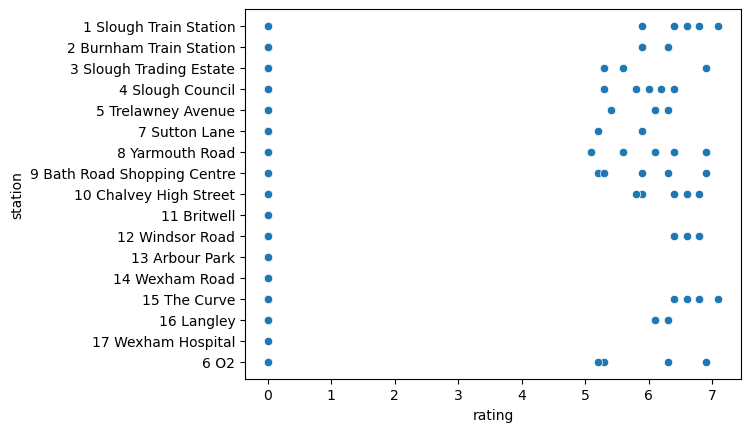 1 Slough Train Station
2 Burnham Train Station
3 Slough Trading Estate
4 Slough Council
5 Trelawney Avenue
7 Sutton Lane
8 Yarmouth Road
9 Bath Road Shopping Centre
10 Chalvey High Street
11 Britwell
12 Windsor Road
13 Arbour Park
14 Wexham Road
15 The Curve
16 Langley
17 Wexham Hospital
6 O2
station
0 1 2 3 4 5 6 7
rating